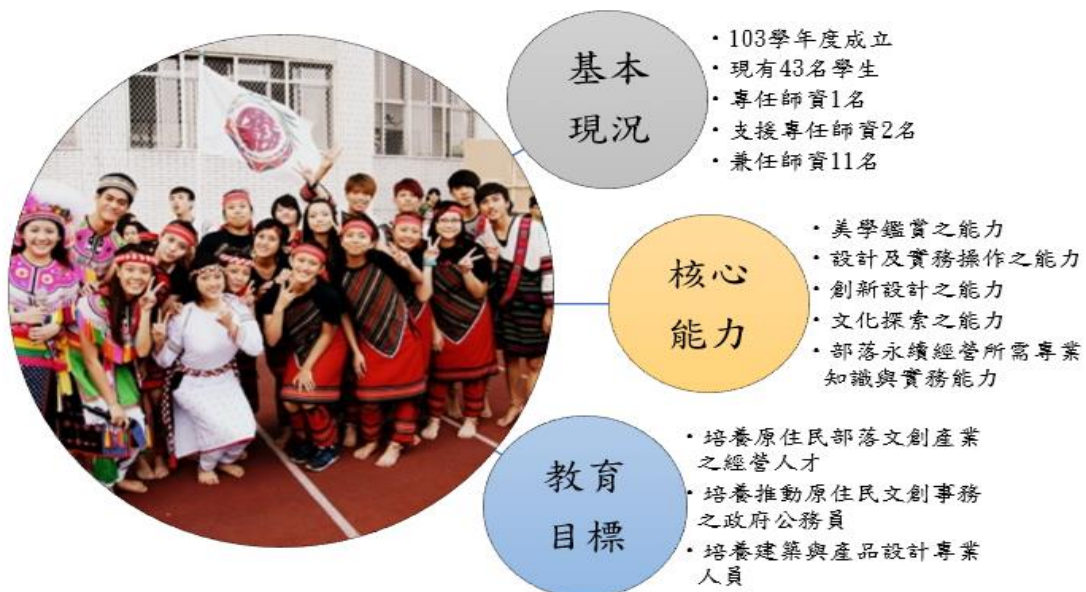 基本
現況
・103學年度成立
・現有43名學生
・專任師資1名
・支援專任師資2名
・兼任師資11名
核心
能力
・美學鑑賞之能力
・設計及實務操作之能力
・創新設計之能力
・文化探索之能力
・部落永續經營所需專業
知識與實務能力
教育
目標
・培養原住民部落文創產業
之經營人才
・培養推動原住民文創事務
之政府公務員
・培養建築與產品設計專業
人員